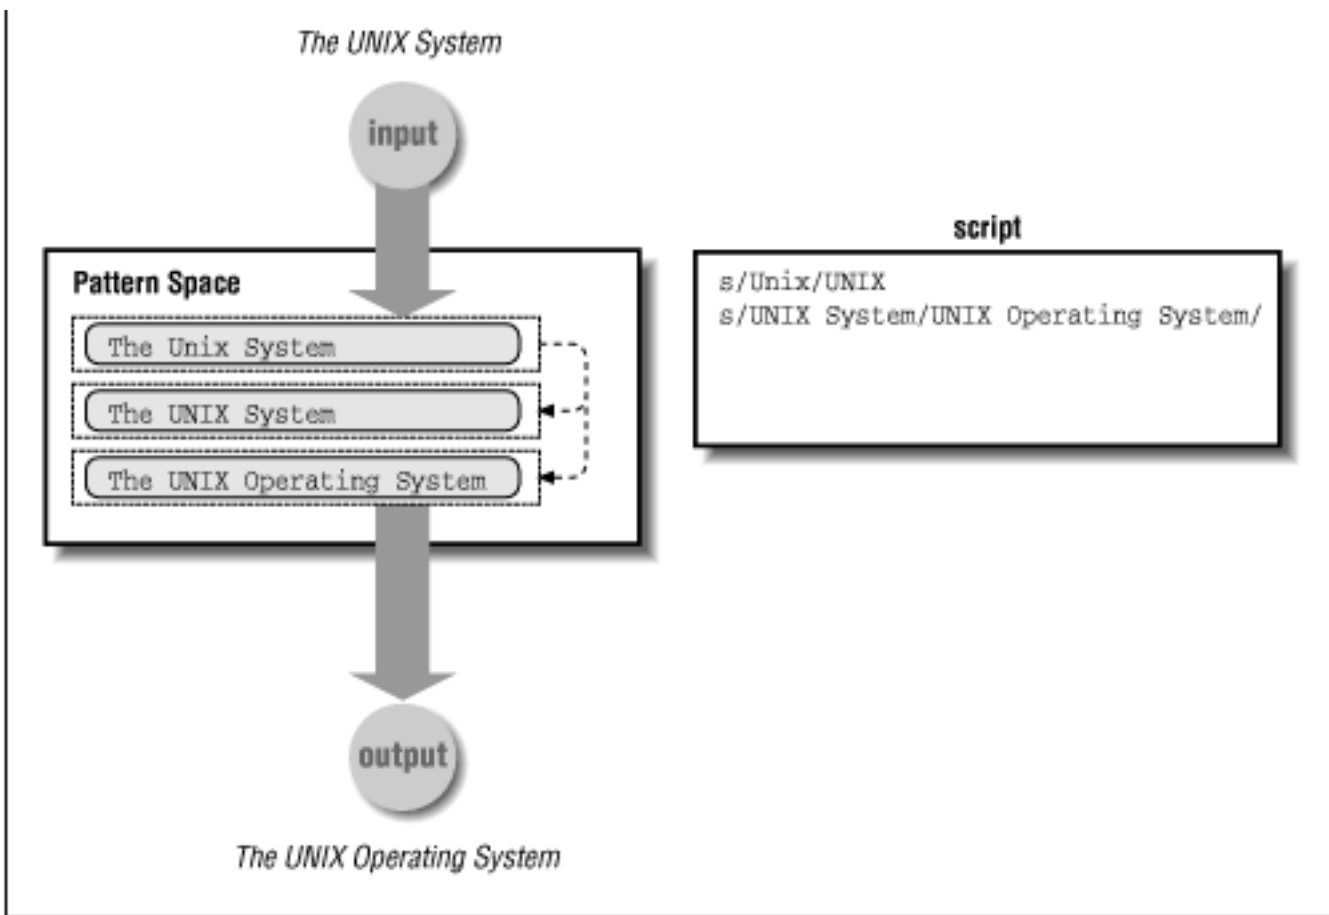 The UNIX System
input
script
Pattern Space
s/Unix/UNIX
s/UNIX System/UNIX Operating System/
The Unix System
The UNIX System
The UNIX Operating System
output
The UNIX Operating System